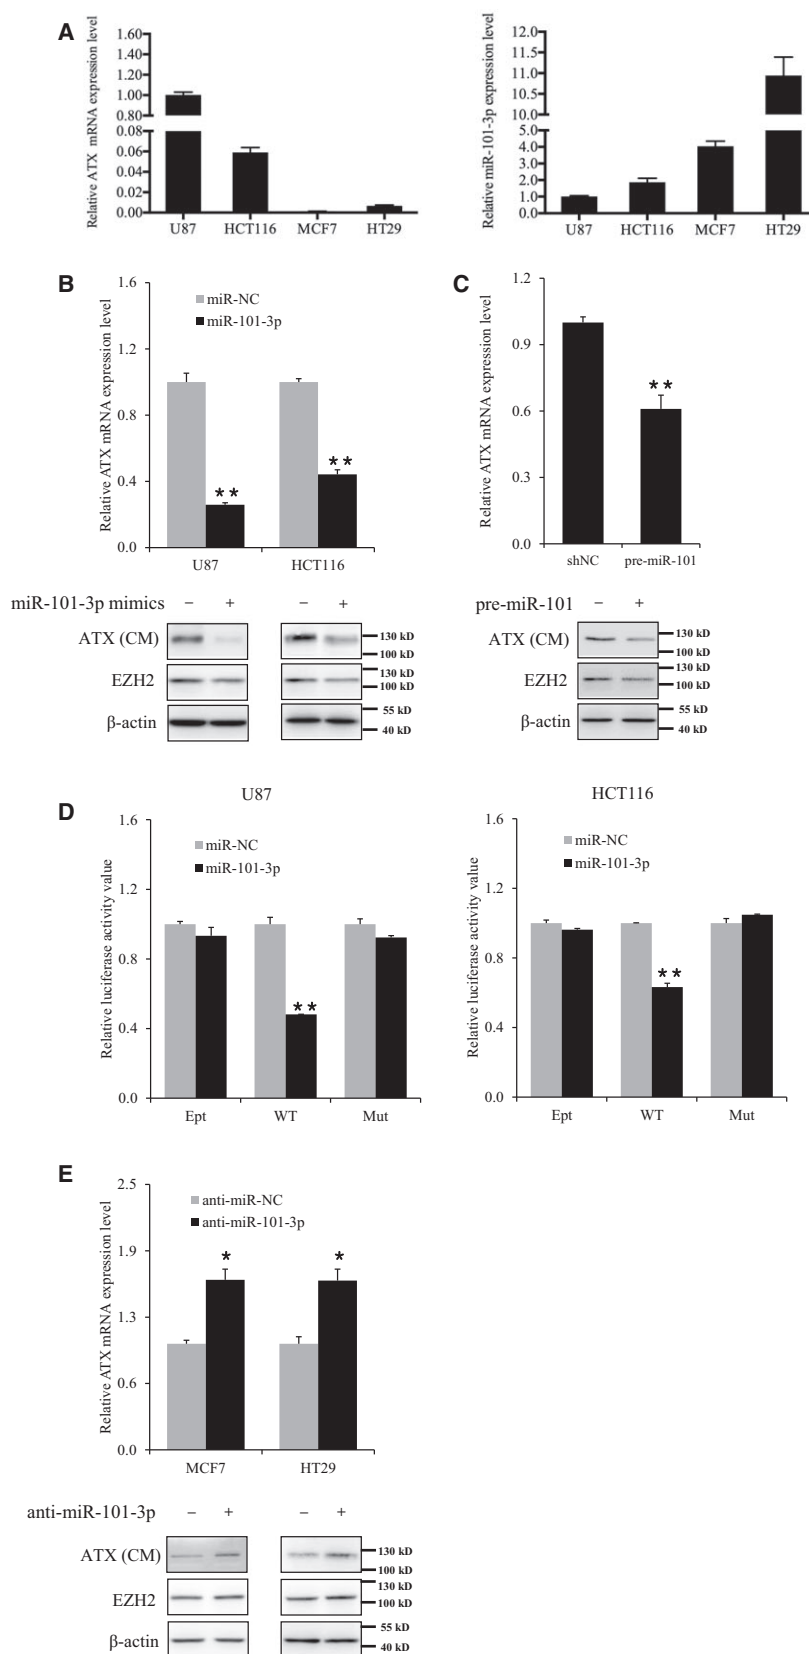 A
Relative ATX mRNA expression level
1.60
1.40
1.20
1.00
0.80
0.08
0.06
0.04
0.02
0.00
U87 HCT116 MCF7 HT29
Relative miR-101-3p expression level
12.0
11.5
11.0
10.5
10.0
5.0
4.0
3.0
2.0
1.0
0.0
U87 HCT116 MCF7 HT29
B
Relative ATX mRNA expression level
1.6
1.2
0.8
0.4
0.0
miR-NC
miR-101-3p
**
**
U87 HCT116
miR-101-3p mimics − + − +
ATX (CM) 130 kD
100 kD
EZH2 130 kD
100 kD
β-actin 55 kD
40 kD
C
Relative ATX mRNA expression level
1.2
0.9
0.6
0.3
0.0
**
shNC pre-miR-101
pre-miR-101 − +
ATX (CM) 130 kD
100 kD
EZH2 130 kD
100 kD
β-actin 55 kD
40 kD
D
U87
Relative luciferase activity value
1.6
1.2
0.8
0.4
0.0
miR-NC
miR-101-3p
**
Ept WT Mut
HCT116
Relative luciferase activity value
1.6
1.2
0.8
0.4
0.0
miR-NC
miR-101-3p
**
Ept WT Mut
E
Relative ATX mRNA expression level
2.5
1.9
1.3
0.6
0.0
anti-miR-NC
anti-miR-101-3p
*
*
MCF7 HT29
anti-miR-101-3p − + − +
ATX (CM) 130 kD
100 kD
EZH2 130 kD
100 kD
β-actin 55 kD
40 kD